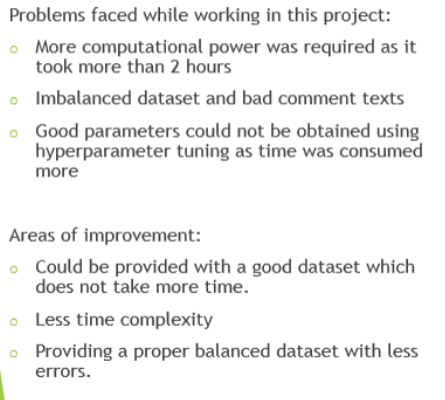 Problems faced while working in this project:
o More computational power was required as it
took more than 2 hours
o Imbalanced dataset and bad comment texts
o Good parameters could not be obtained using
hyperparameter tuning as time was consumed
more
Areas of improvement:
o Could be provided with a good dataset which
does not take more time.
o Less time complexity
o Providing a proper balanced dataset with less
errors.